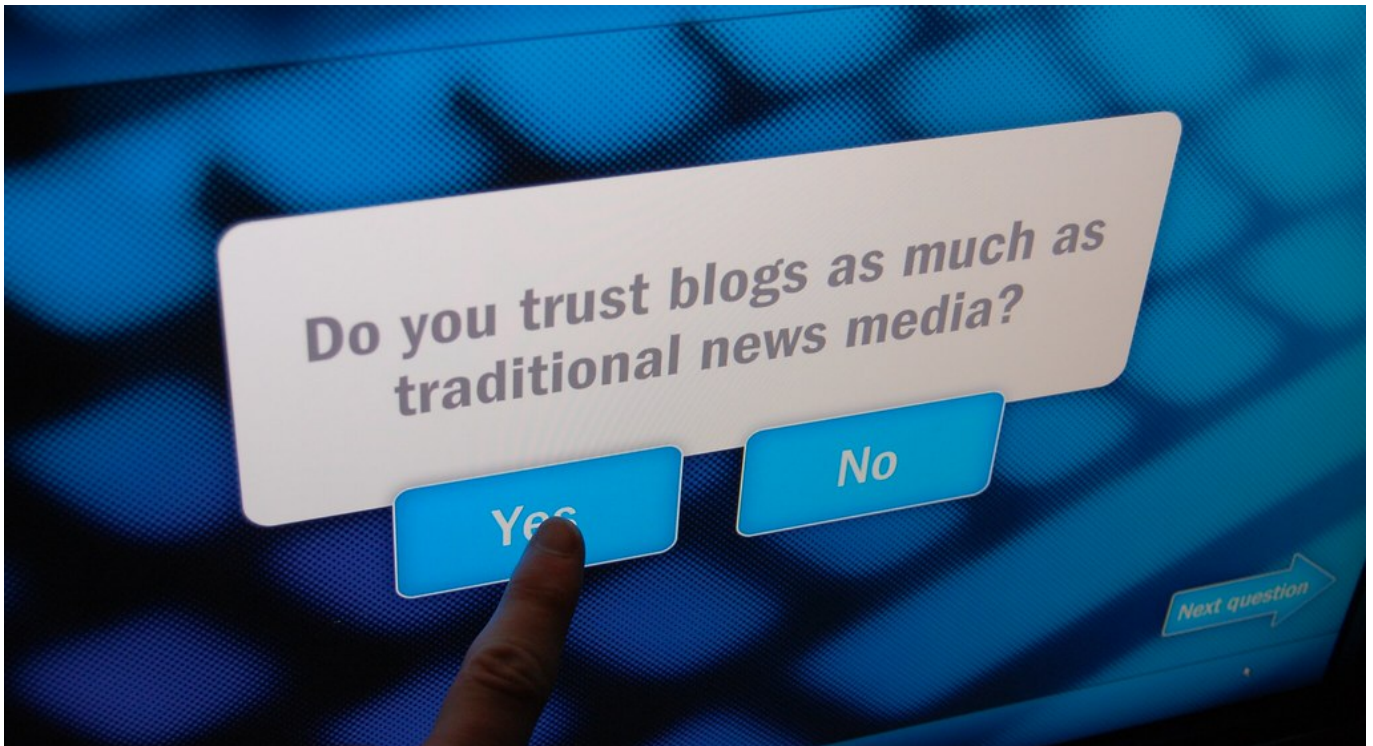 Do you trust blogs as much as
traditional news media?
Yes
No
Next question